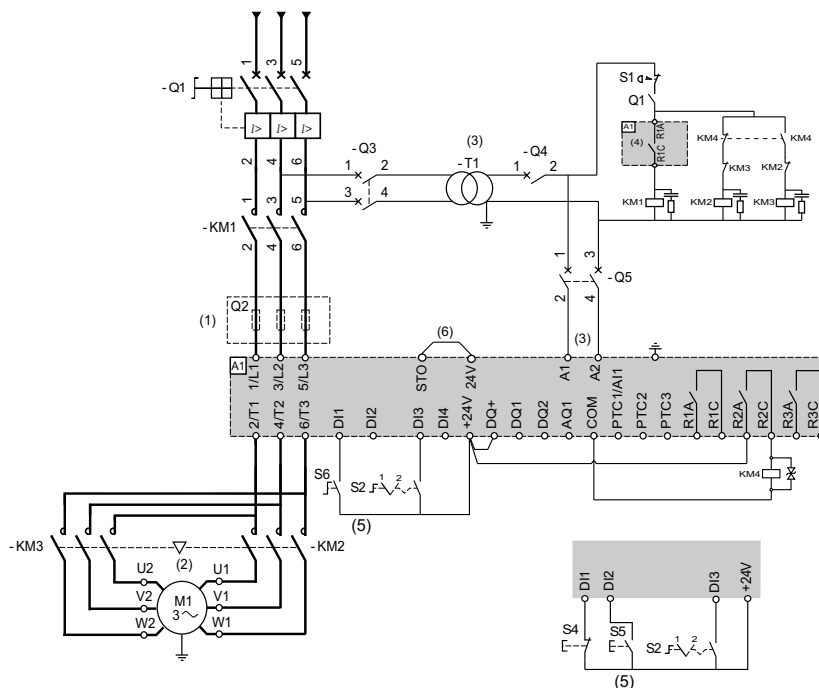 1 3 5
-Q1
I> I> I>
2 4 6
-Q3
1 2
3 4
(3)
-T1
-Q4
1 2
S1
Q1
A1
(4)
R1A
R1C
KM4 KM4
KM3 KM2
KM1 KM2 KM3
1 3 5
-KM1
2 4 6
1 3
-Q5
2 4
(1)
Q2
(6)
(3)
A1
1/L1 3/L2 5/L3 STO 24V A1 A2
2/T1 4/T2 6/T3 DI1 DI2 DI3 DI4 +24V DQ+ DQ1 DQ2 AQ1 COM PTC1/AI1 PTC2 PTC3 R1A R1C R2A R2C R3A R3C
S6
S2 1 2
(5)
KM4
-KM3 (2) -KM2
U2 U1
V2 V1
W2 W1
M1
3
DI1 DI2 DI3 +24V
S4 S5 S2 1 2
(5)